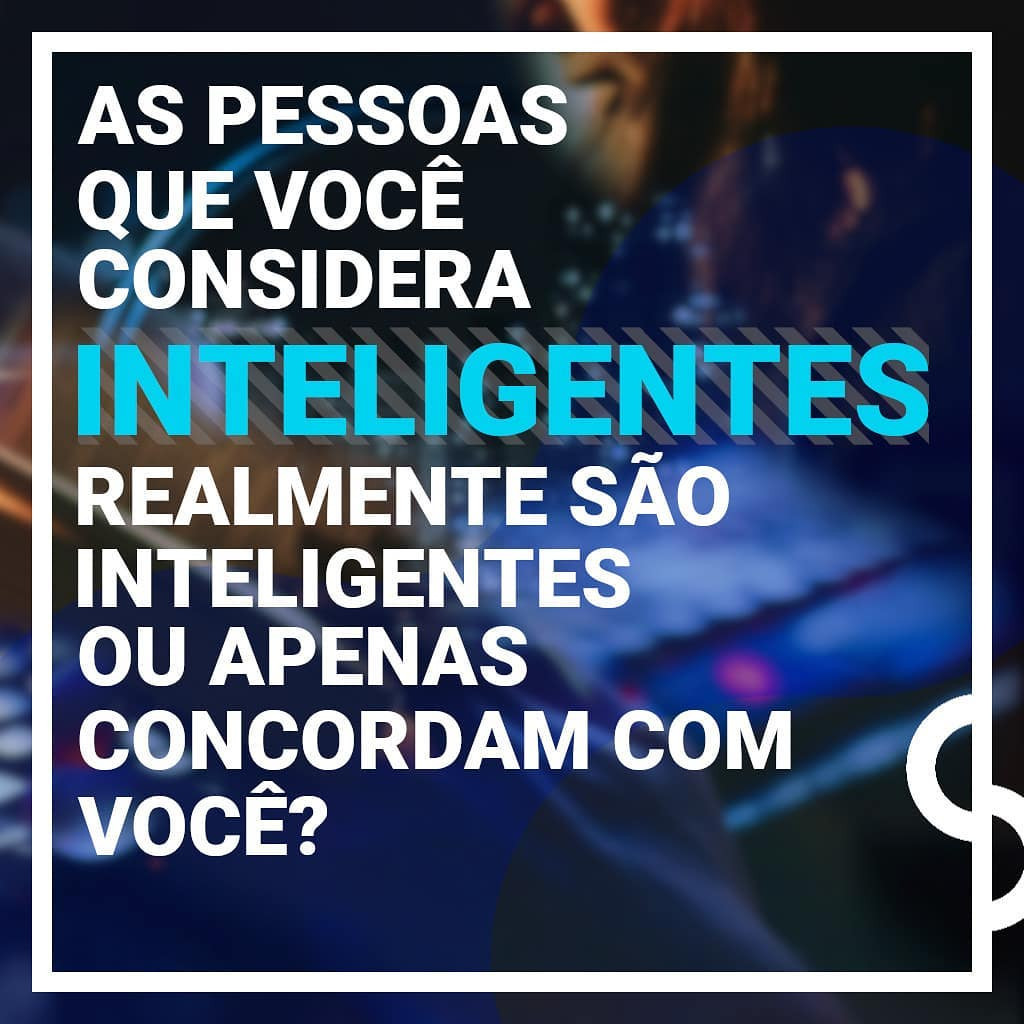 AS PESSOAS
QUE VOCÊ
CONSIDERA
INTELIGENTES
REALMENTE SÃO
INTELIGENTES
OU APENAS
CONCORDAM COM
VOCÊ?